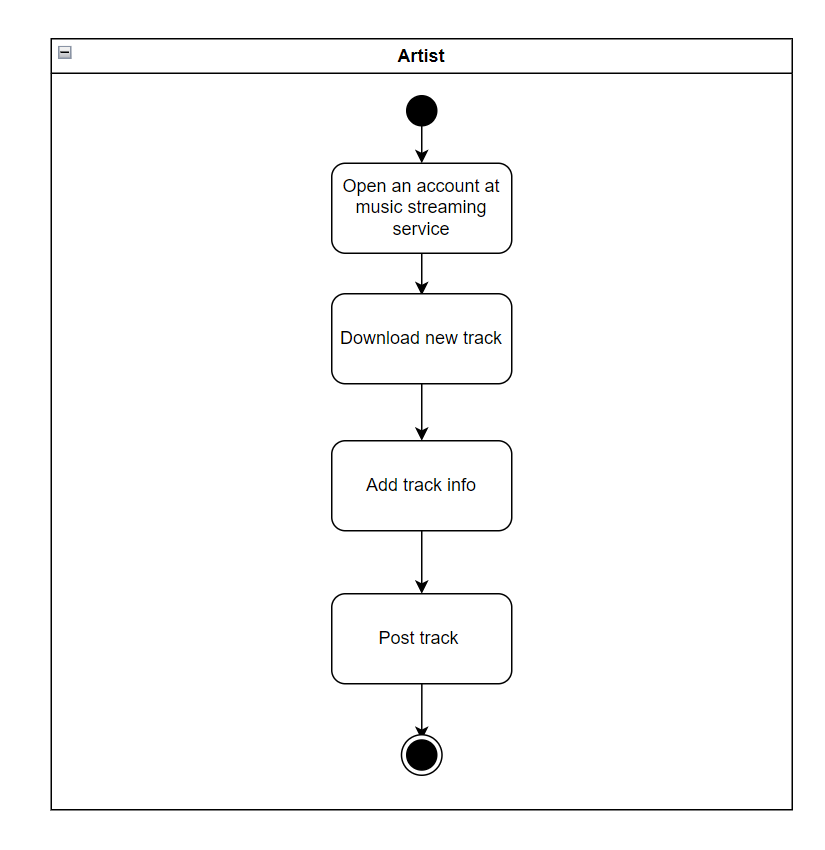 Artist
Open an account at
music streaming
service
Download new track
Add track info
Post track